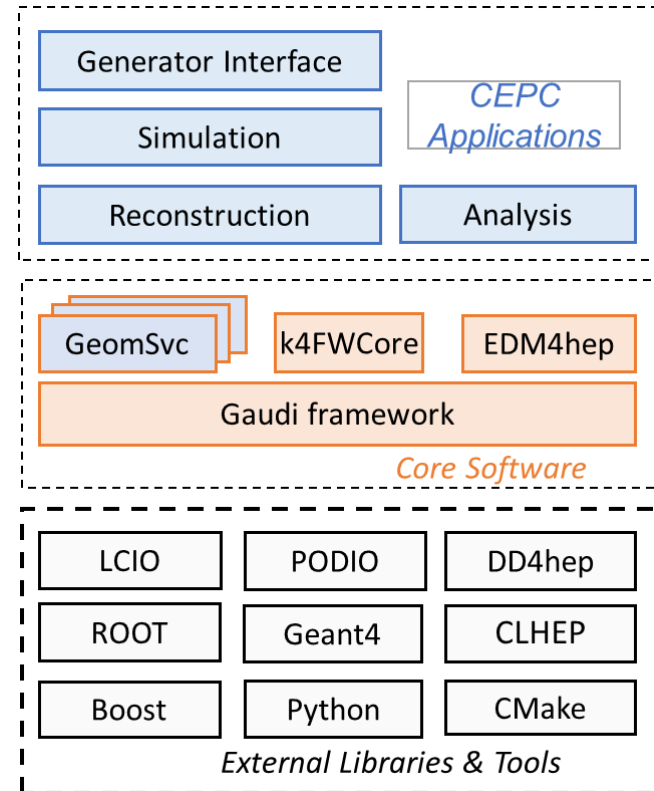 Generator Interface
CEPC
Applications
Simulation
Reconstruction
Analysis
GeomSvc
k4FWCore
EDM4hep
Gaudi framework
Core Software
LCIO
PODIO
DD4hep
ROOT
Geant4
CLHEP
Boost
Python
CMake
External Libraries & Tools